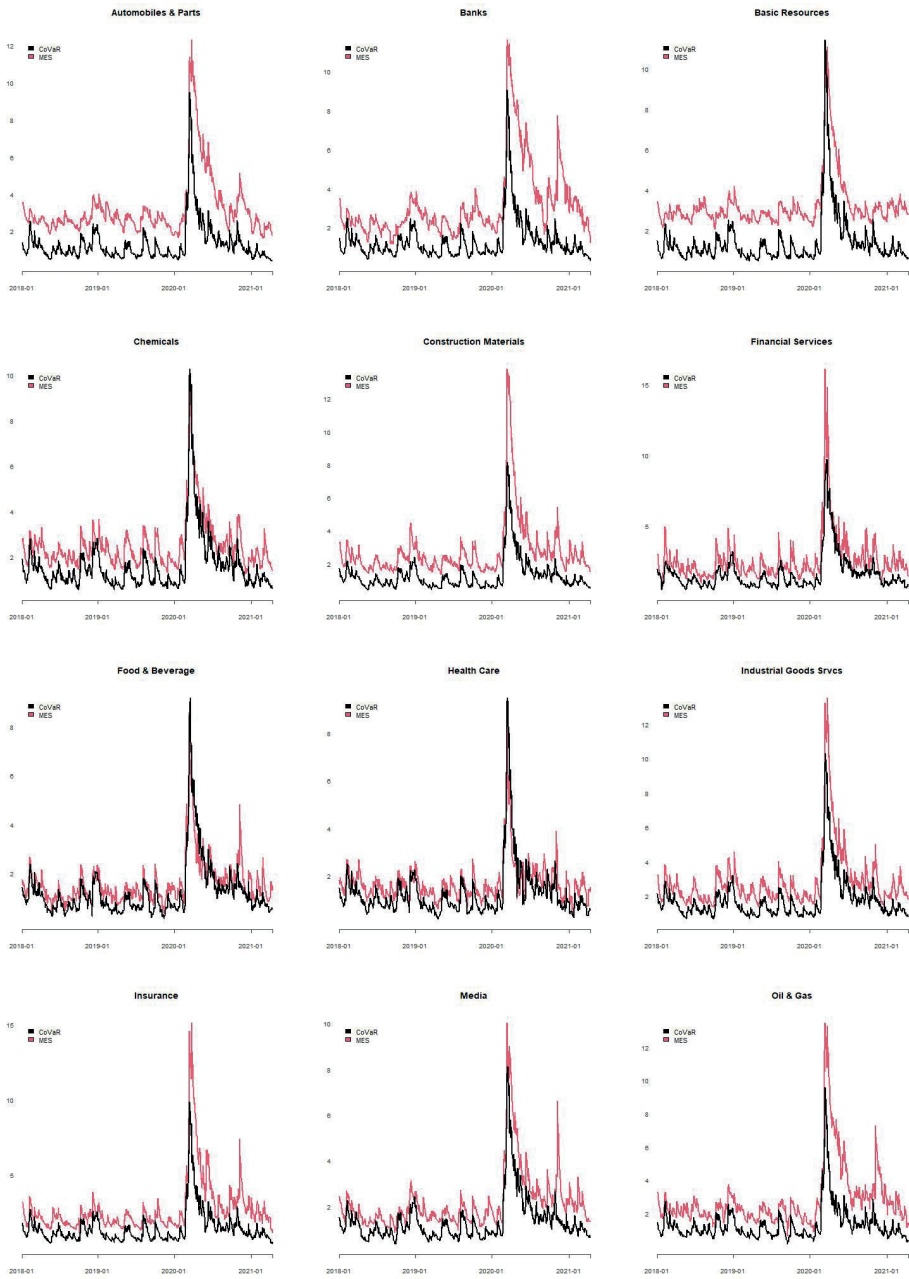 Automobiles & Parts
CoVaR
MES
12
10
8
6
4
2
2018-01 2019-01 2020-01 2021-01
Banks
CoVaR
MES
10
8
6
4
2
2018-01 2019-01 2020-01 2021-01
Basic Resources
CoVaR
MES
10
8
6
4
2
2018-01 2019-01 2020-01 2021-01
Chemicals
CoVaR
MES
10
8
6
4
2
2018-01 2019-01 2020-01 2021-01
Construction Materials
CoVaR
MES
12
10
8
6
4
2
2018-01 2019-01 2020-01 2021-01
Financial Services
CoVaR
MES
15
10
5
2018-01 2019-01 2020-01 2021-01
Food & Beverage
CoVaR
MES
8
6
4
2
2018-01 2019-01 2020-01 2021-01
Health Care
CoVaR
MES
8
6
4
2
2018-01 2019-01 2020-01 2021-01
Industrial Goods Srvcs
CoVaR
MES
12
10
8
6
4
2
2018-01 2019-01 2020-01 2021-01
Insurance
CoVaR
MES
15
10
5
2018-01 2019-01 2020-01 2021-01
Media
CoVaR
MES
10
8
6
4
2
2018-01 2019-01 2020-01 2021-01
Oil & Gas
CoVaR
MES
12
10
8
6
4
2
2018-01 2019-01 2020-01 2021-01